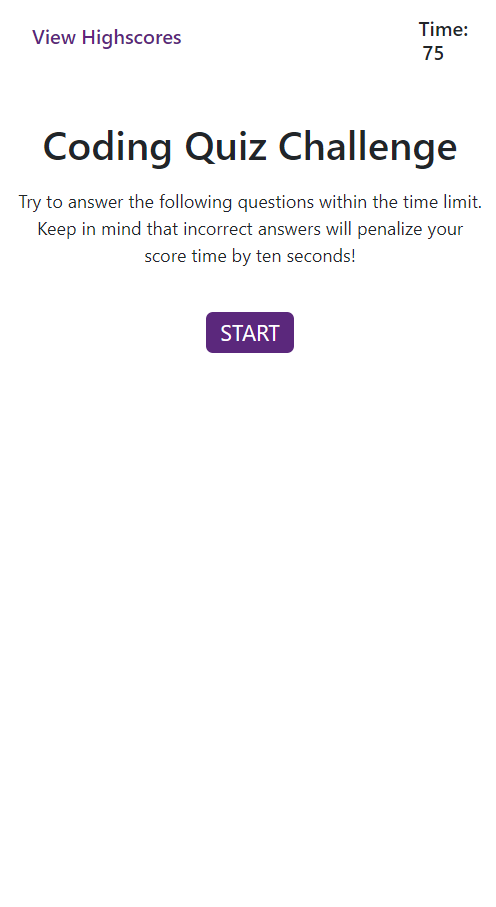 View Highscores
Time:
75
Coding Quiz Challenge
Try to answer the following questions within the time limit.
Keep in mind that incorrect answers will penalize your
score time by ten seconds!
START